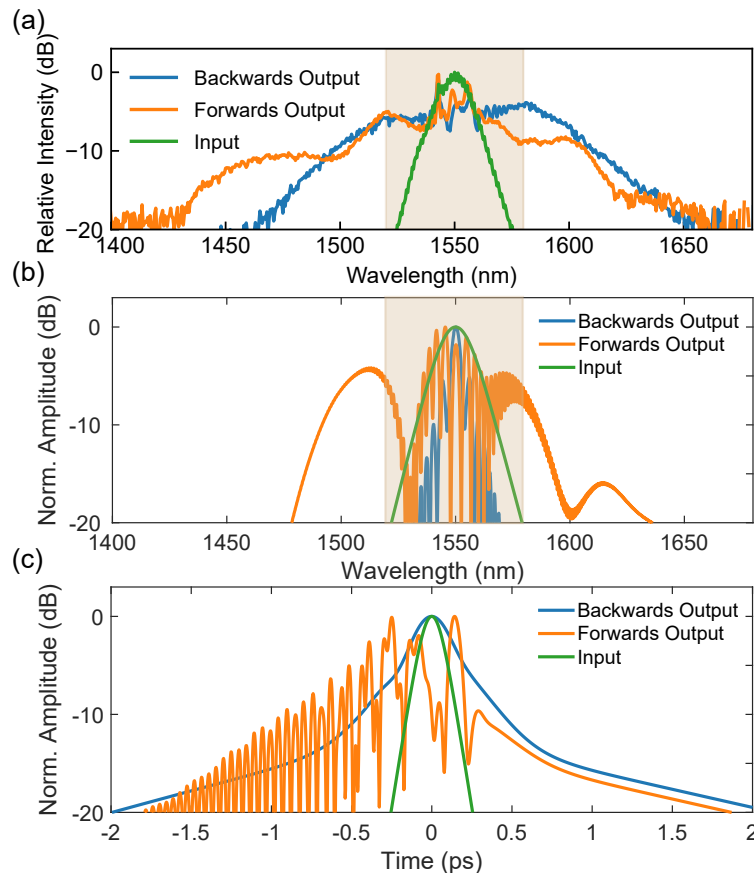 (a)
Relative Intensity (dB)
0
−10
−20
Backwards Output
Forwards Output
Input
1400 1450 1500 1550 1600 1650
Wavelength (nm)
(b)
Norm. Amplitude (dB)
0
-10
-20
Backwards Output
Forwards Output
Input
1400 1450 1500 1550 1600 1650
Wavelength (nm)
(c)
Norm. Amplitude (dB)
0
-10
-20
Backwards Output
Forwards Output
Input
-2 -1.5 -1 -0.5 0 0.5 1 1.5 2
Time (ps)